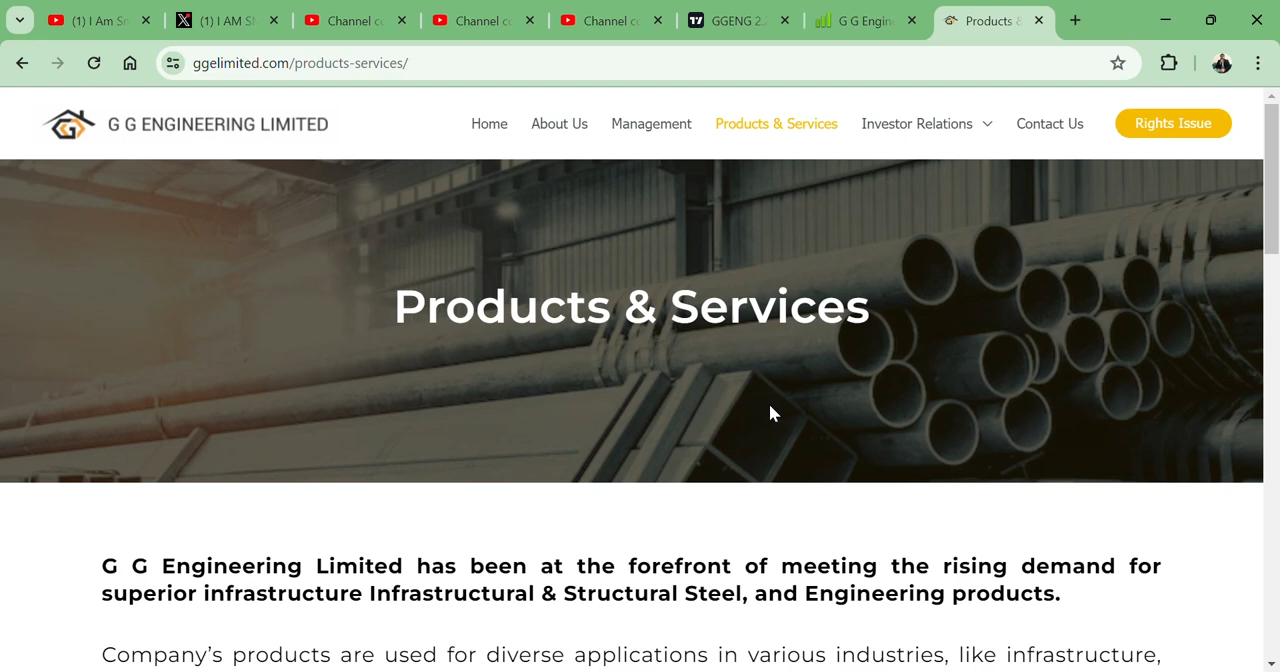 (1) I Am Sn
(1) I AM SN
Channel co
Channel co
Channel co
GGENG 2.
G G Engin
Products &
ggelimited.com/products-services/
G G ENGINEERING LIMITED
Home
About Us
Management
Products & Services
Investor Relations
Contact Us
Rights Issue
Products & Services
G G Engineering Limited has been at the forefront of meeting the rising demand for
superior infrastructure Infrastructural & Structural Steel, and Engineering products.
Company's products are used for diverse applications in various industries, like infrastructure,